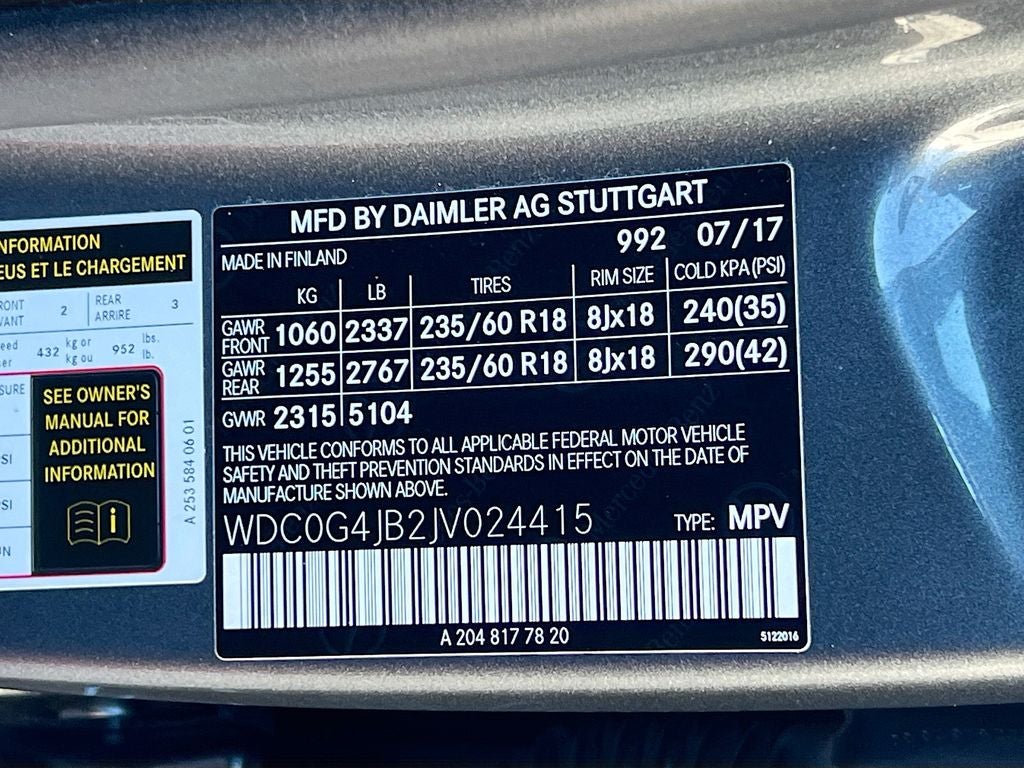 NFORMATION
EUS ET LE CHARGEMENT
RONT 2 REAR 3
VANT ARRIERE
eed 432 kg or 952 lbs.
ser kg ou lb.
SURE
SEE OWNER'S
MANUAL FOR
ADDITIONAL
INFORMATION
SI
SI
N
i
A 253 584 06 01
MFD BY DAIMLER AG STUTTGART
992 07/17
MADE IN FINLAND
KG LB TIRES RIM SIZE COLD KPA (PSI)
GAWR FRONT 1060 2337 235/60 R18 8Jx18 240(35)
GAWR REAR 1255 2767 235/60 R18 8Jx18 290(42)
GVWR 2315 5104
THIS VEHICLE CONFORMS TO ALL APPLICABLE FEDERAL MOTOR VEHICLE
SAFETY AND THEFT PREVENTION STANDARDS IN EFFECT ON THE DATE OF
MANUFACTURE SHOWN ABOVE.
WDC0G4JB2JV024415 TYPE: MPV
A 204 817 78 20
5122016